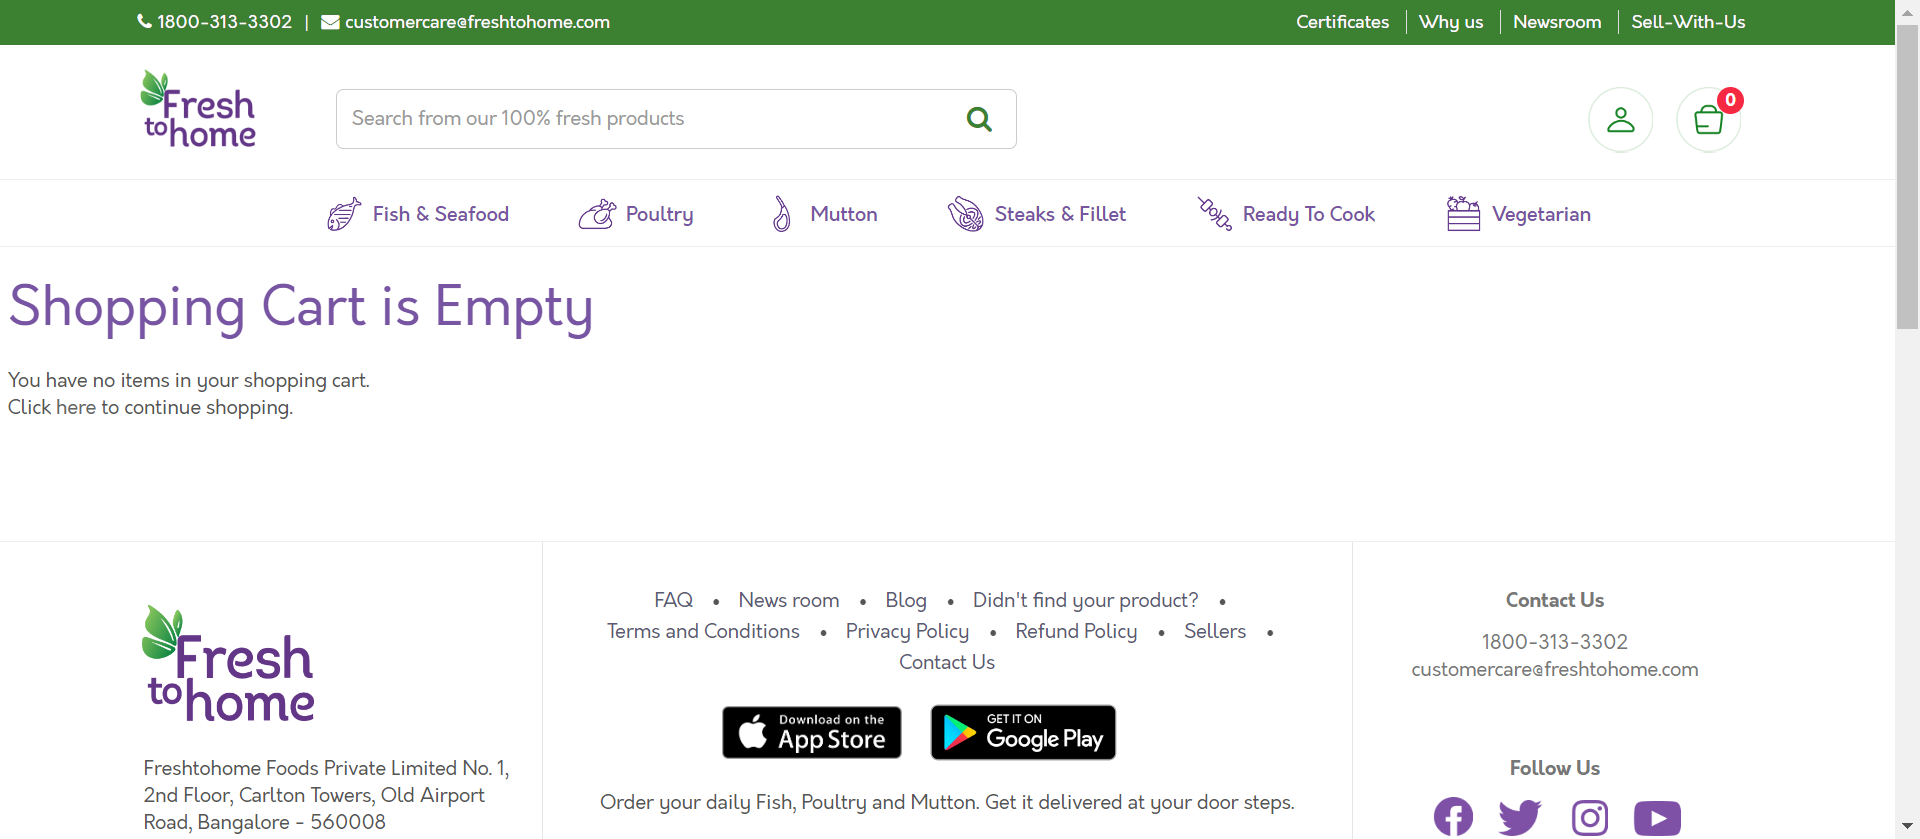 1800-313-3302 | customercare@freshtohome.com
Certificates
Why us
Newsroom
Sell-With-Us
Fresh
to home
Search from our 100% fresh products
0
Fish & Seafood
Poultry
Mutton
Steaks & Fillet
Ready To Cook
Vegetarian
Shopping Cart is Empty
You have no items in your shopping cart.
Click here to continue shopping.
Fresh
to home
Freshtohome Foods Private Limited No. 1,
2nd Floor, Carlton Towers, Old Airport
Road, Bangalore - 560008
FAQ • News room • Blog • Didn't find your product? •
Terms and Conditions • Privacy Policy • Refund Policy • Sellers •
Contact Us
Download on the
App Store
GET IT ON
Google Play
Order your daily Fish, Poultry and Mutton. Get it delivered at your door steps.
Contact Us
1800-313-3302
customercare@freshtohome.com
Follow Us